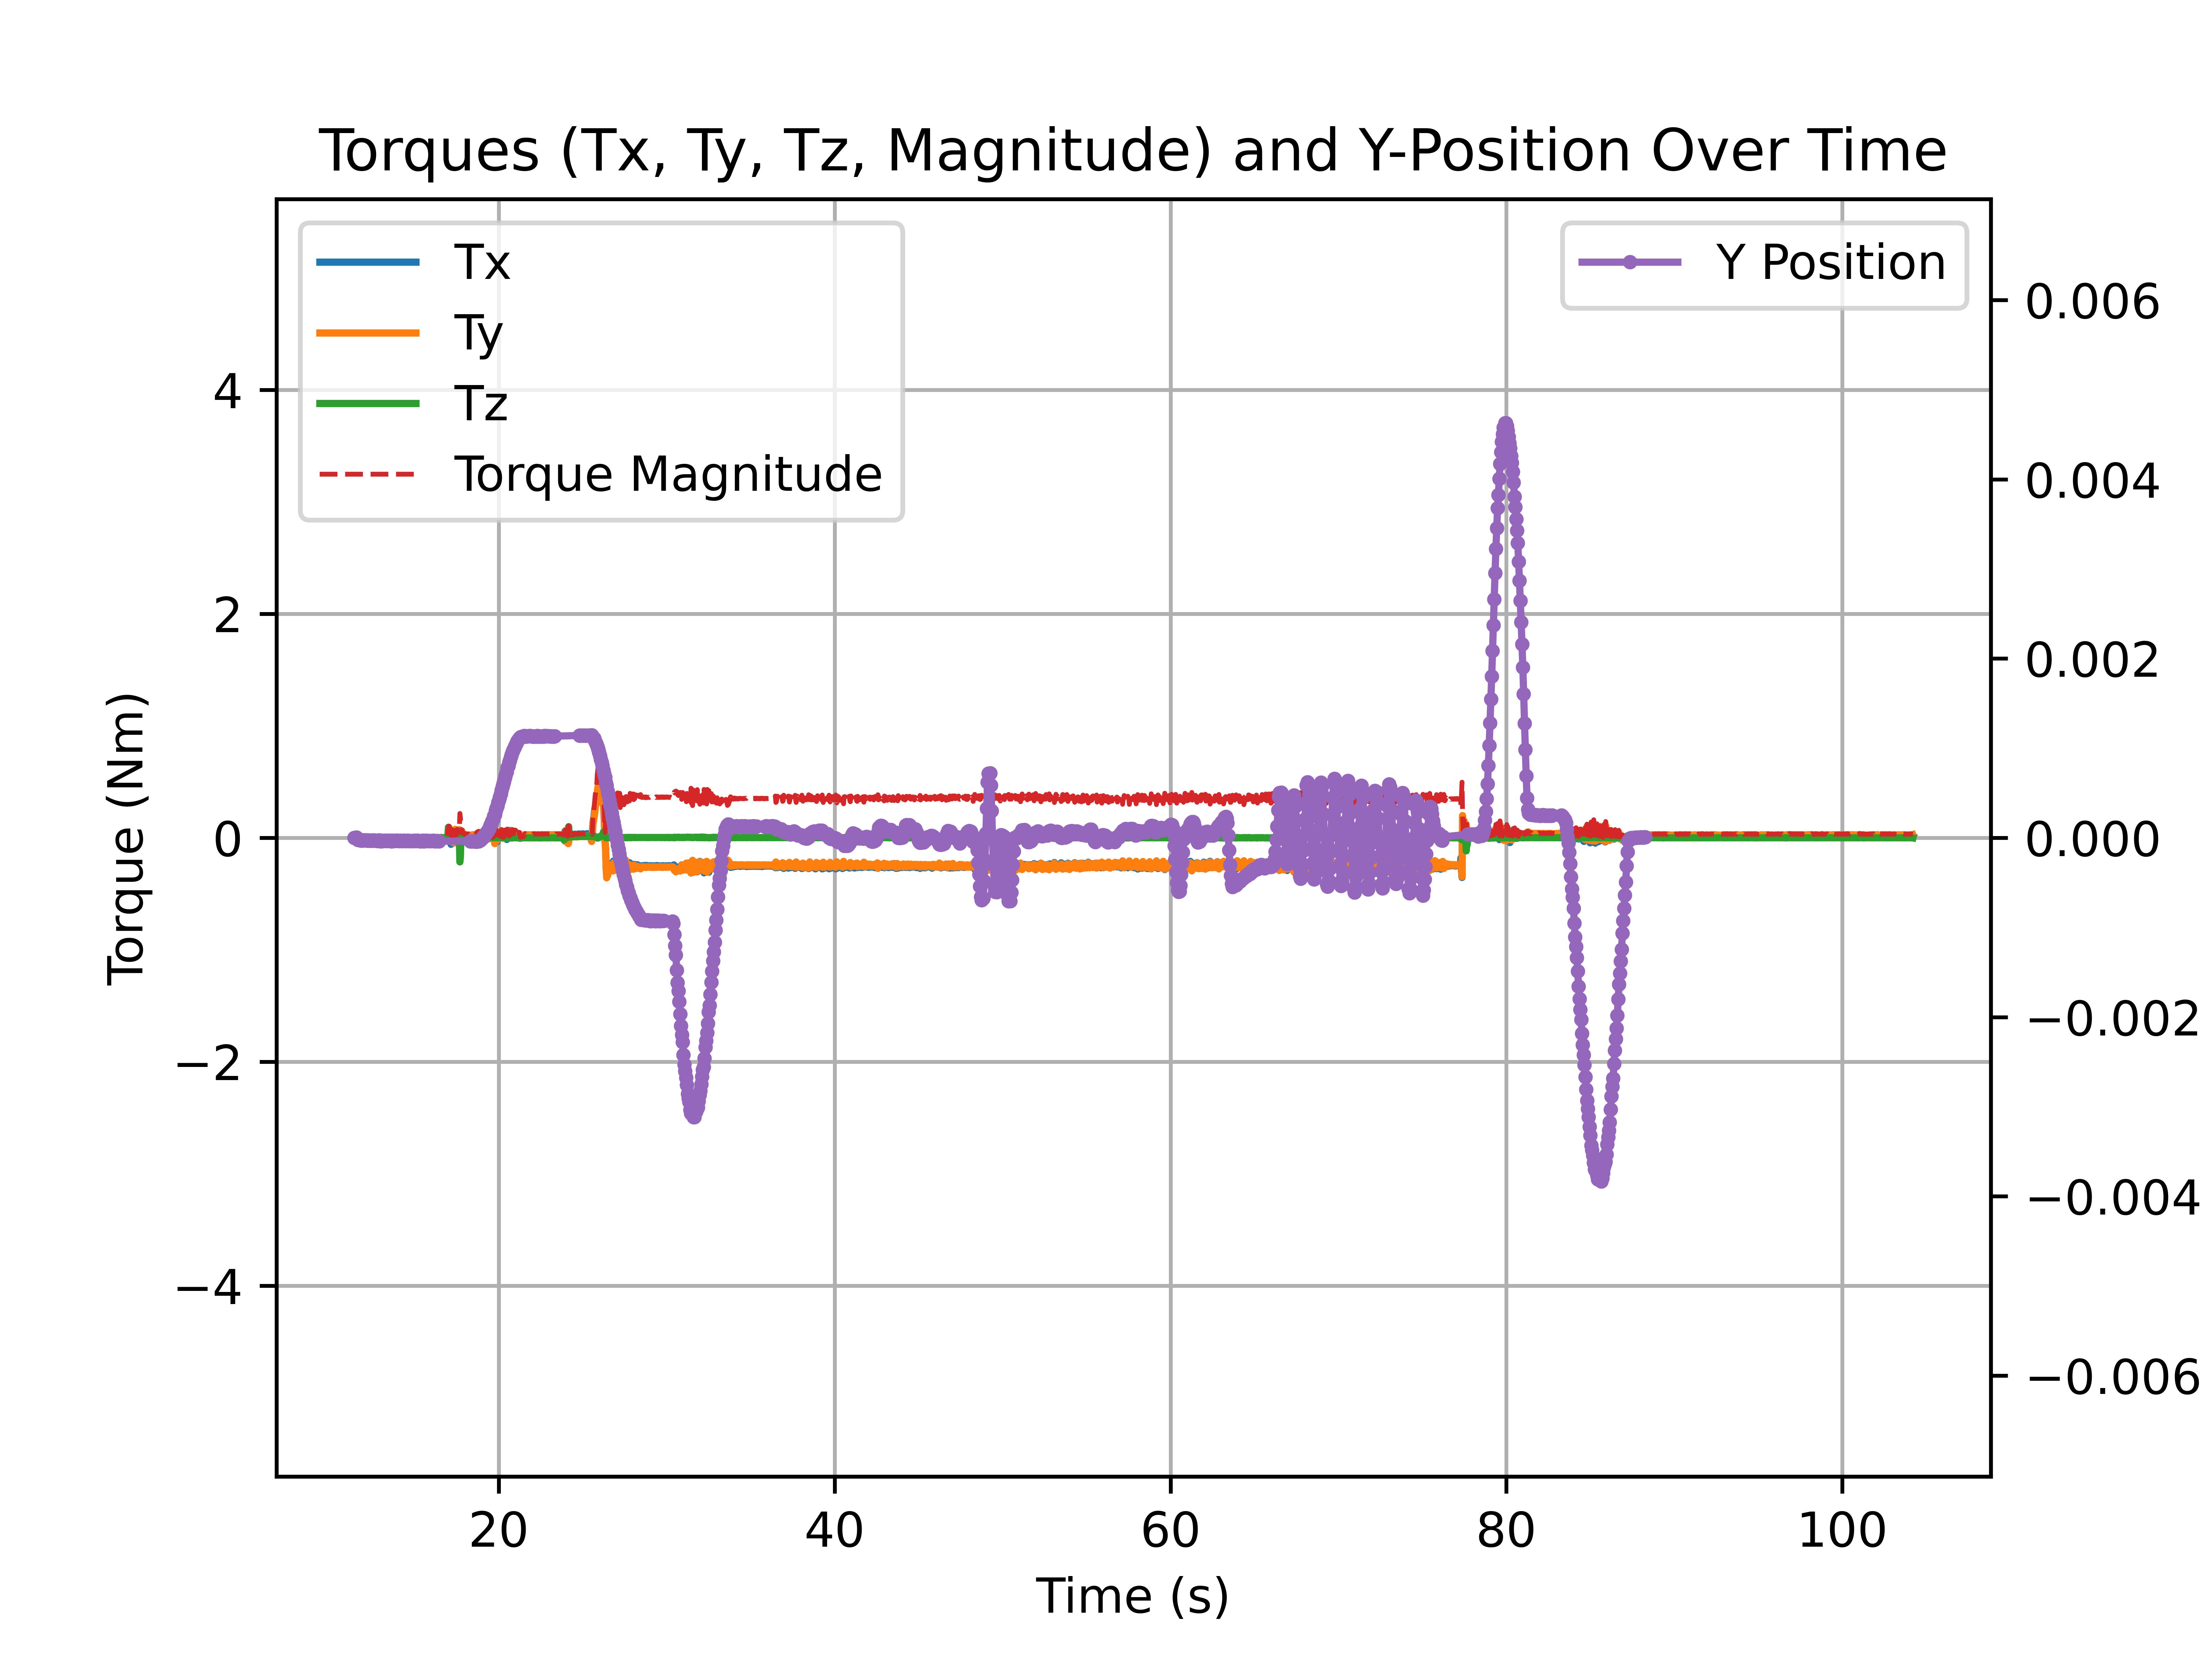 Torques (Tx, Ty, Tz, Magnitude) and Y-Position Over Time
Tx
Ty
Tz
Torque Magnitude
Y Position
Torque (Nm)
4
2
0
−2
−4
0.006
0.004
0.002
0.000
−0.002
−0.004
−0.006
20 40 60 80 100
Time (s)